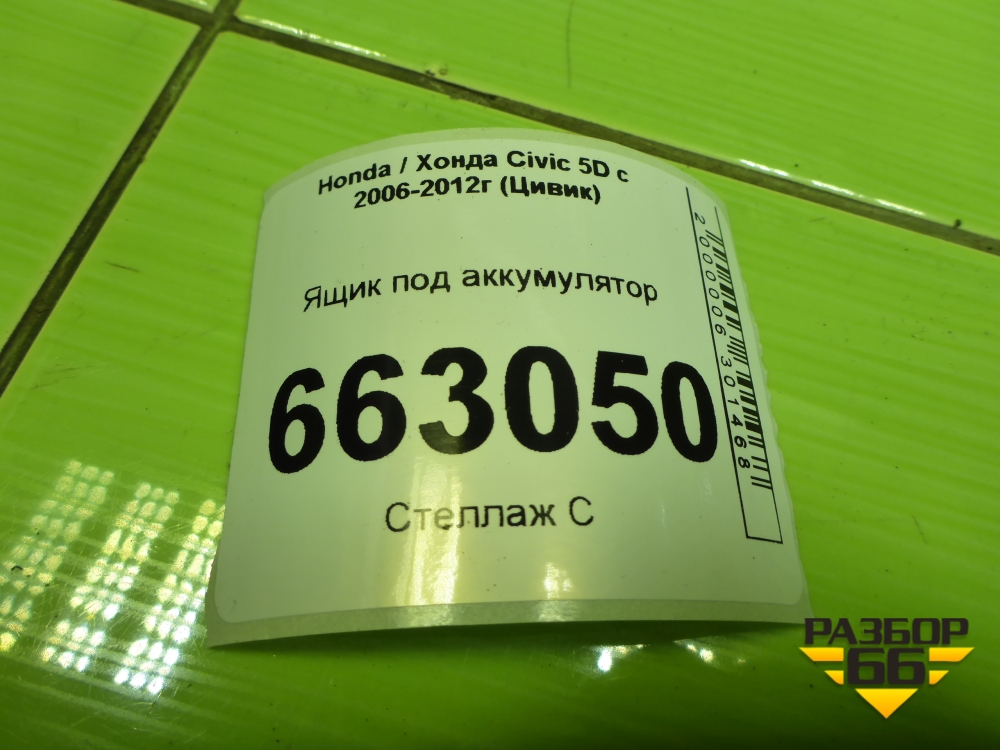 Honda / Хонда Civic 5D с
2006-2012г (Цивик)
Ящик под аккумулятор
663050
Стеллаж С
2000006301468
РАЗБОР
66